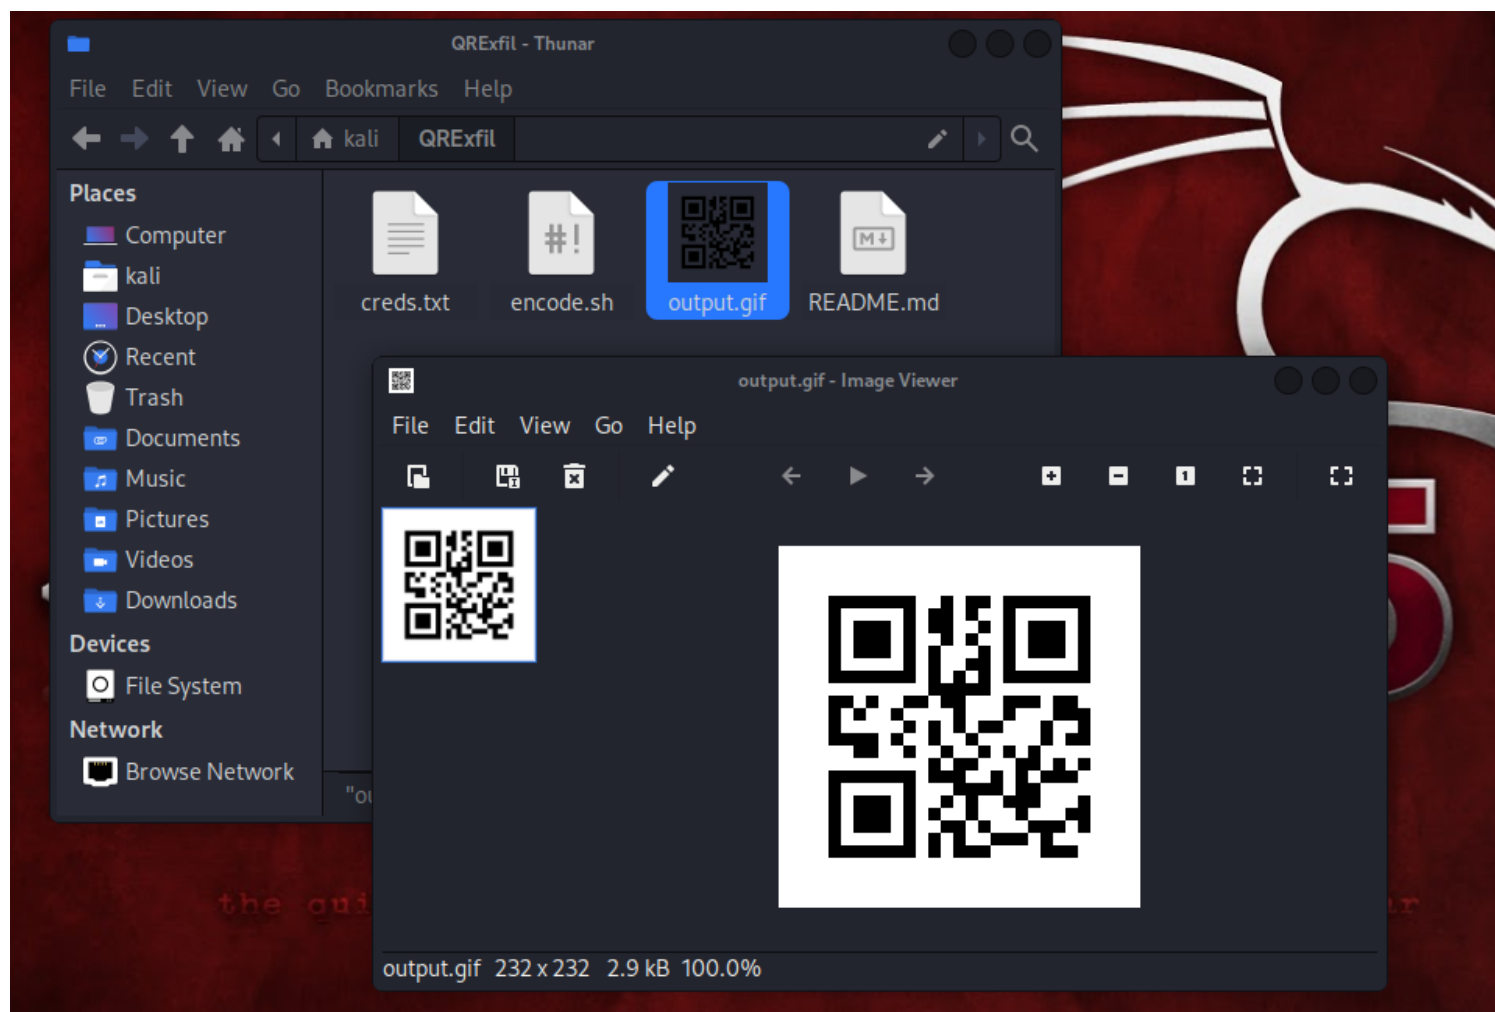 QRExfil - Thunar
File Edit View Go Bookmarks Help
kali QRExfil
Places
Computer
kali
Desktop
Recent
Trash
Documents
Music
Pictures
Videos
Downloads
Devices
File System
Network
Browse Network
creds.txt encode.sh output.gif README.md
output.gif - Image Viewer
File Edit View Go Help
output.gif 232 x 232 2.9 kB 100.0%
the